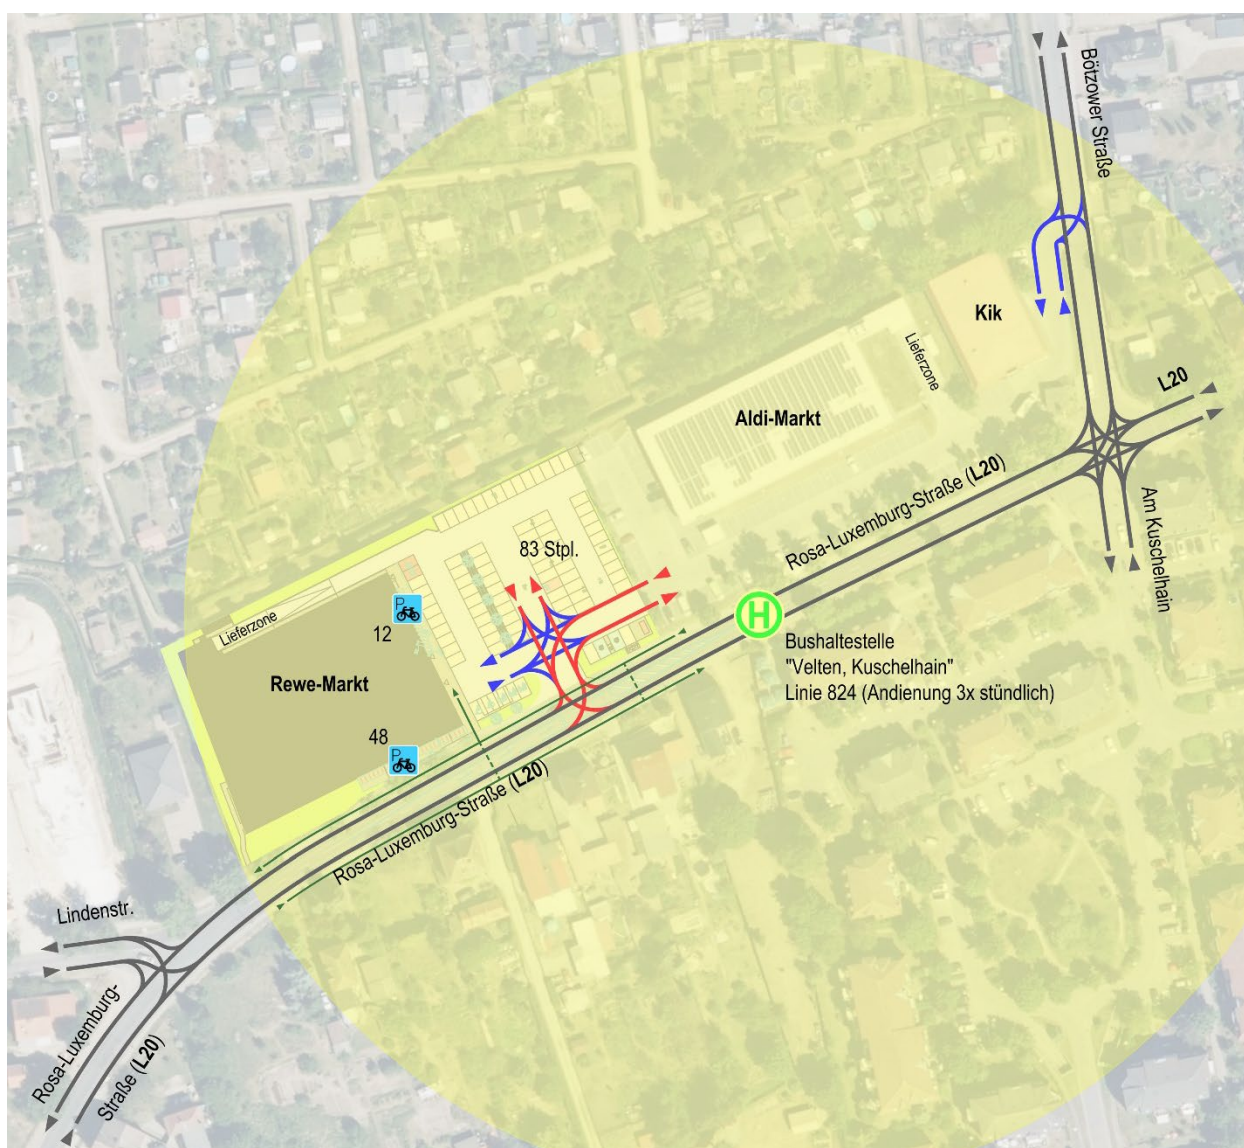 Bötzower Straße
Kik
Lieferzone
L20
Aldi-Markt
Rosa-Luxemburg-Straße (L20)
Am Kuschelhain
83 Stpl.
P
12
Lieferzone
Rewe-Markt
H
Bushaltestelle
"Velten, Kuschelhain"
Linie 824 (Andienung 3x stündlich)
48
P
Rosa-Luxemburg-Straße (L20)
Lindenstr.
Rosa-Luxemburg-
Straße (L20)